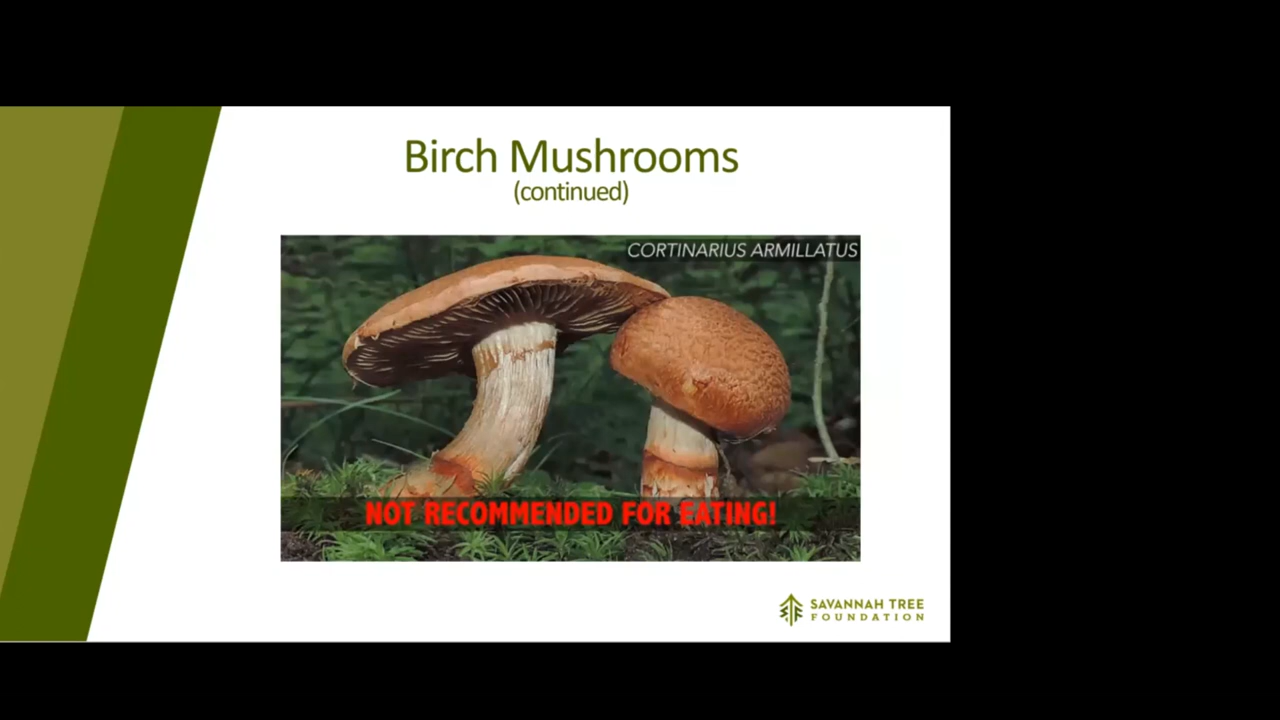 Birch Mushrooms
(continued)
CORTINARIUS ARMILLATUS
NOT RECOMMENDED FOR EATING!
SAVANNAH TREE
FOUNDATION